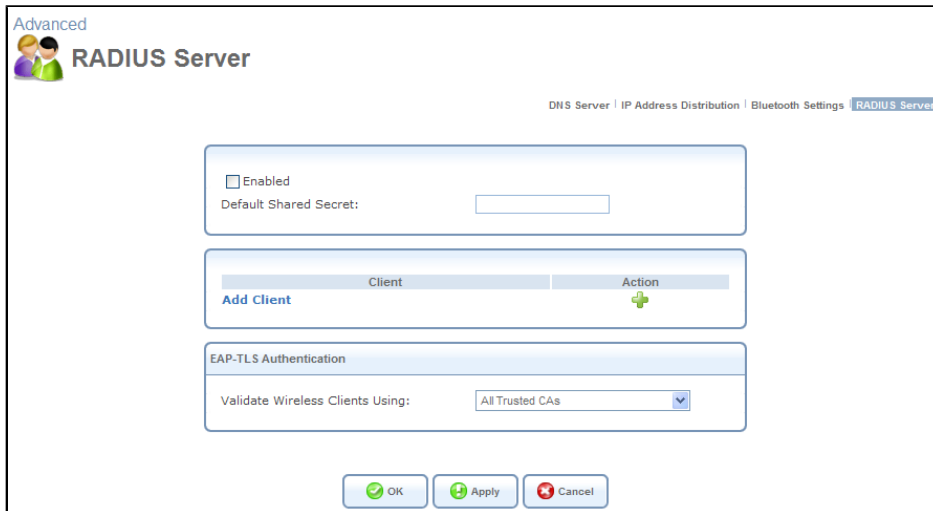 Advanced
RADIUS Server
DNS Server | IP Address Distribution | Bluetooth Settings | RADIUS Server
Enabled
Default Shared Secret:
Client Action
Add Client
EAP-TLS Authentication
Validate Wireless Clients Using: All Trusted CAs
OK Apply Cancel